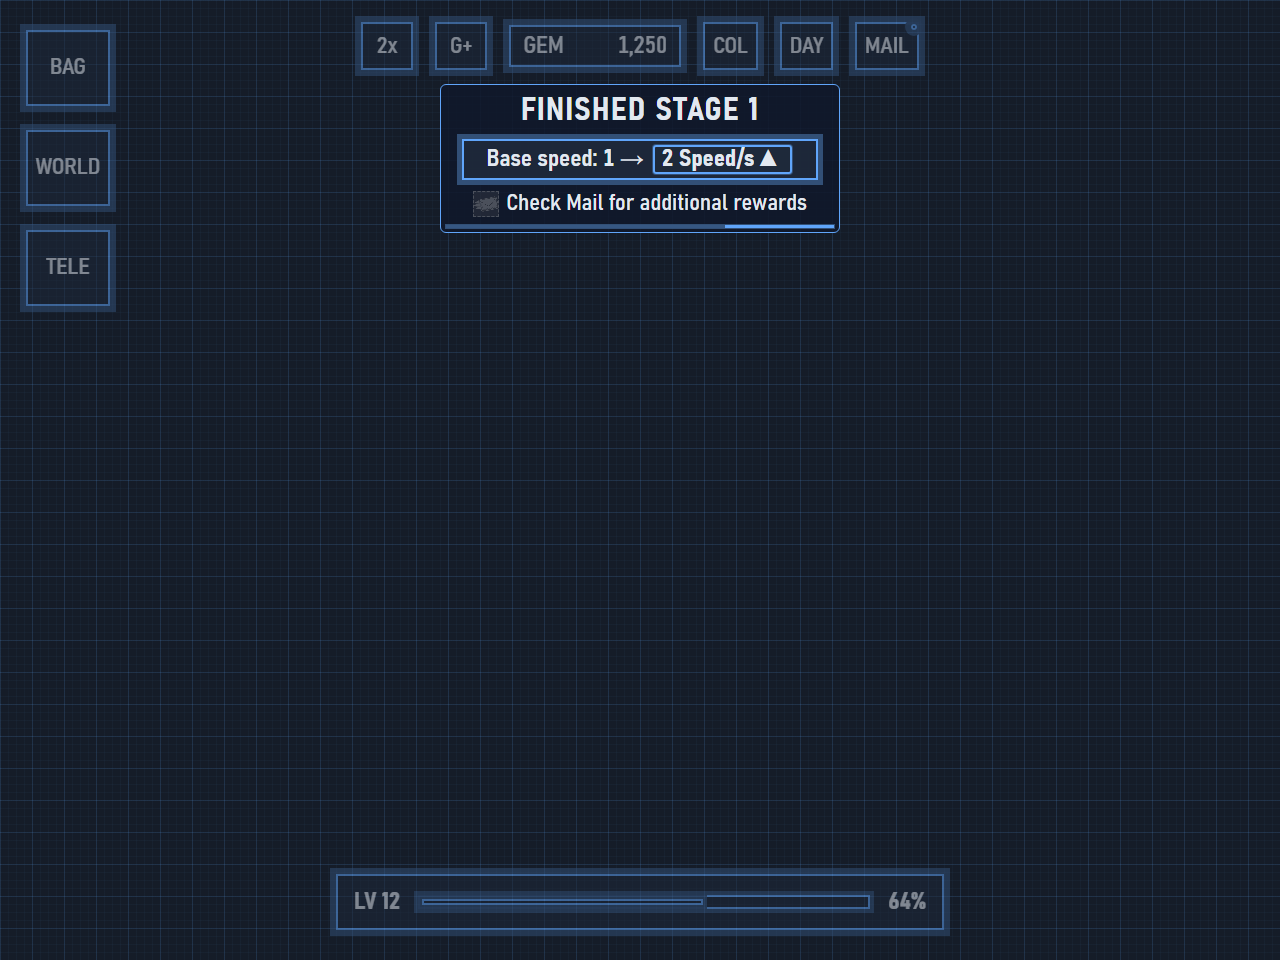 BAG
WORLD
TELE
2x
G+
GEM 1,250
COL
DAY
MAIL
FINISHED STAGE 1
Base speed: 1 → 2 Speed/s ▲
Check Mail for additional rewards
LV 12
64%